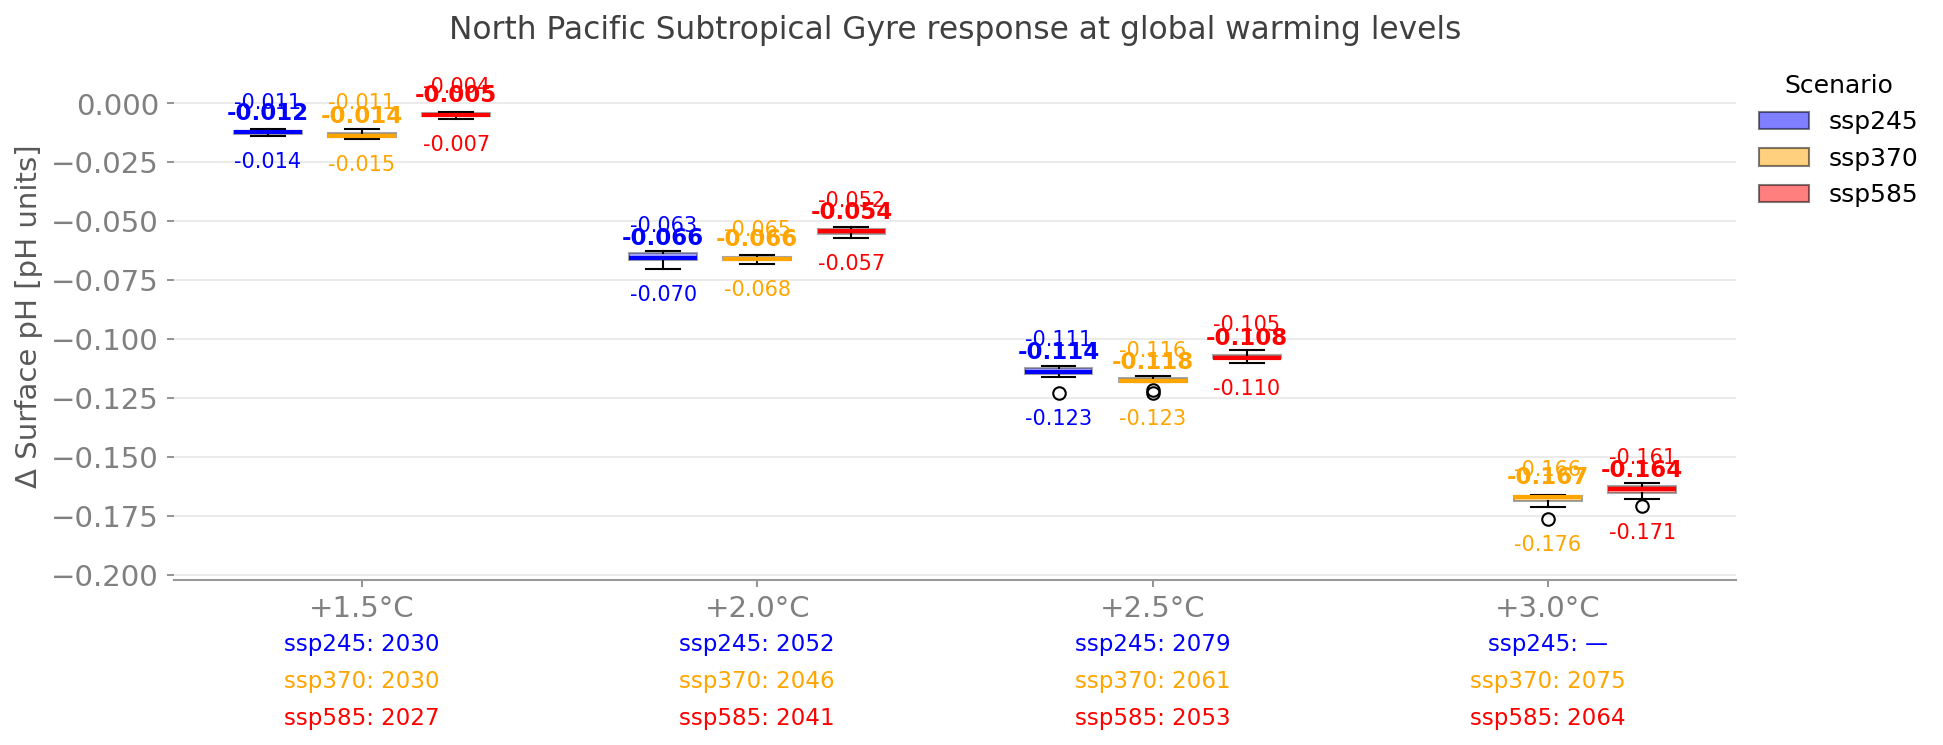 North Pacific Subtropical Gyre response at global warming levels
Δ Surface pH [pH units]
0.000
−0.025
−0.050
−0.075
−0.100
−0.125
−0.150
−0.175
−0.200
-0.011
-0.012
-0.014
-0.011
-0.014
-0.015
-0.004
-0.005
-0.007
-0.063
-0.066
-0.070
-0.065
-0.066
-0.068
-0.052
-0.054
-0.057
-0.111
-0.114
-0.123
-0.116
-0.118
-0.123
-0.105
-0.108
-0.110
-0.166
-0.167
-0.176
-0.161
-0.164
-0.171
+1.5°C
ssp245: 2030
ssp370: 2030
ssp585: 2027
+2.0°C
ssp245: 2052
ssp370: 2046
ssp585: 2041
+2.5°C
ssp245: 2079
ssp370: 2061
ssp585: 2053
+3.0°C
ssp245: —
ssp370: 2075
ssp585: 2064
Scenario
ssp245
ssp370
ssp585